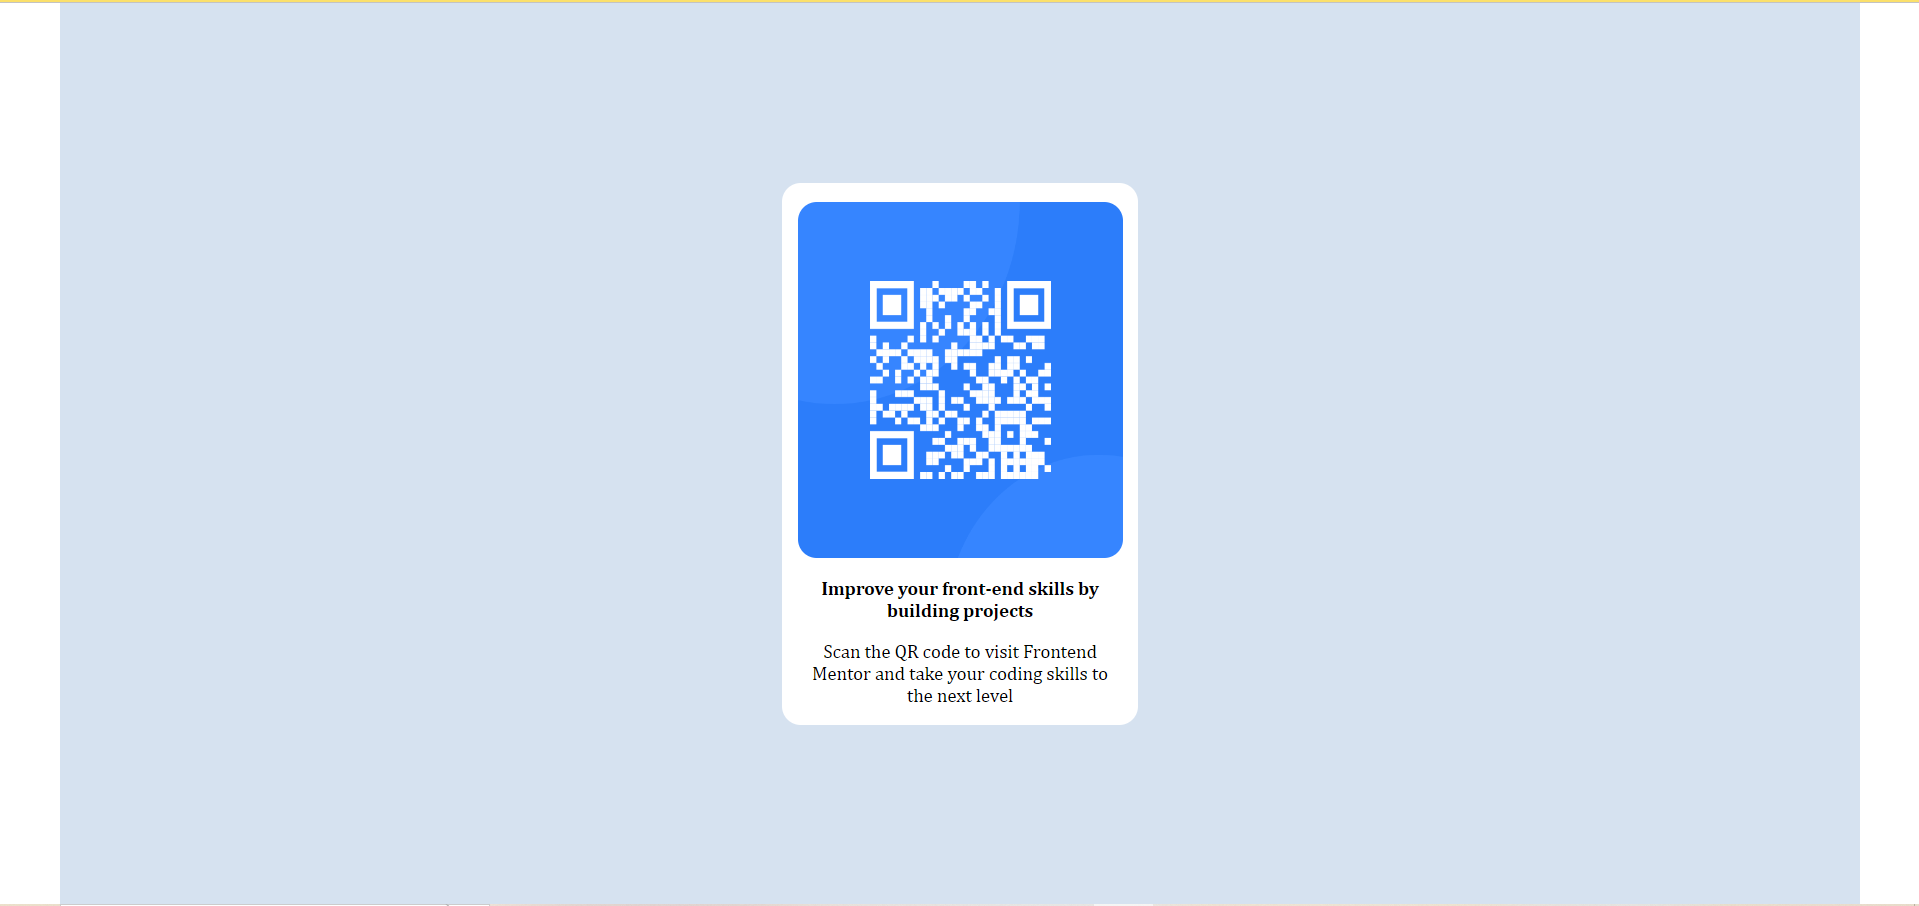 Improve your front-end skills by
building projects
Scan the QR code to visit Frontend
Mentor and take your coding skills to
the next level